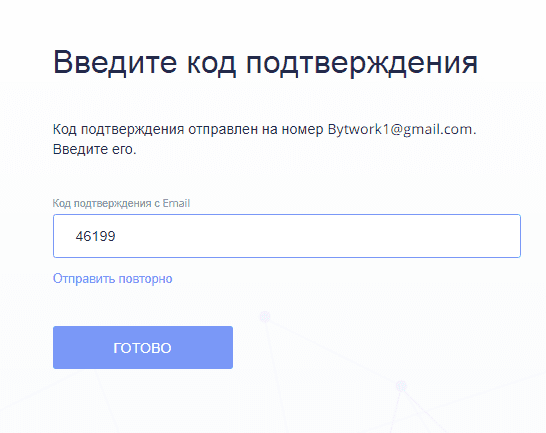 Введите код подтверждения
Код подтверждения отправлен на номер Bytwork1@gmail.com.
Введите его.
Код подтверждения с Email
46199
Отправить повторно
ГОТОВО